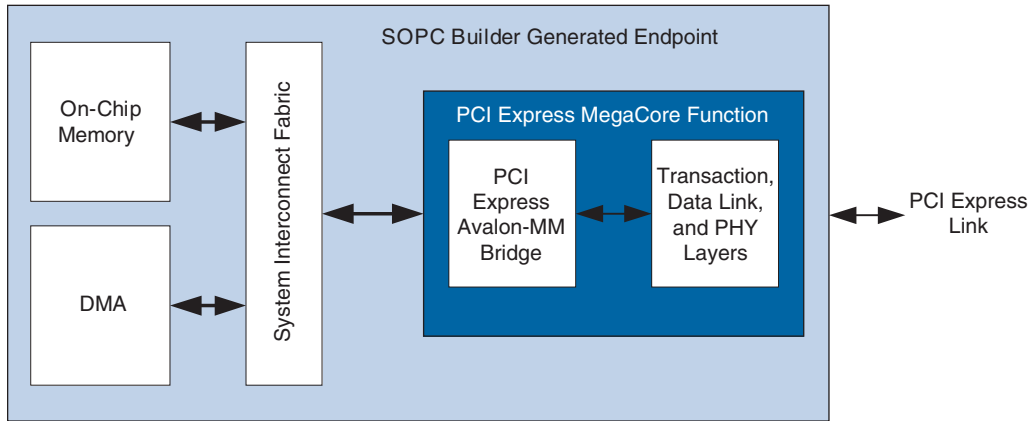 SOPC Builder Generated Endpoint
On-Chip
Memory
System Interconnect Fabric
PCI Express MegaCore Function
PCI
Express
Avalon-MM
Bridge
Transaction,
Data Link,
and PHY
Layers
PCI Express
Link
DMA